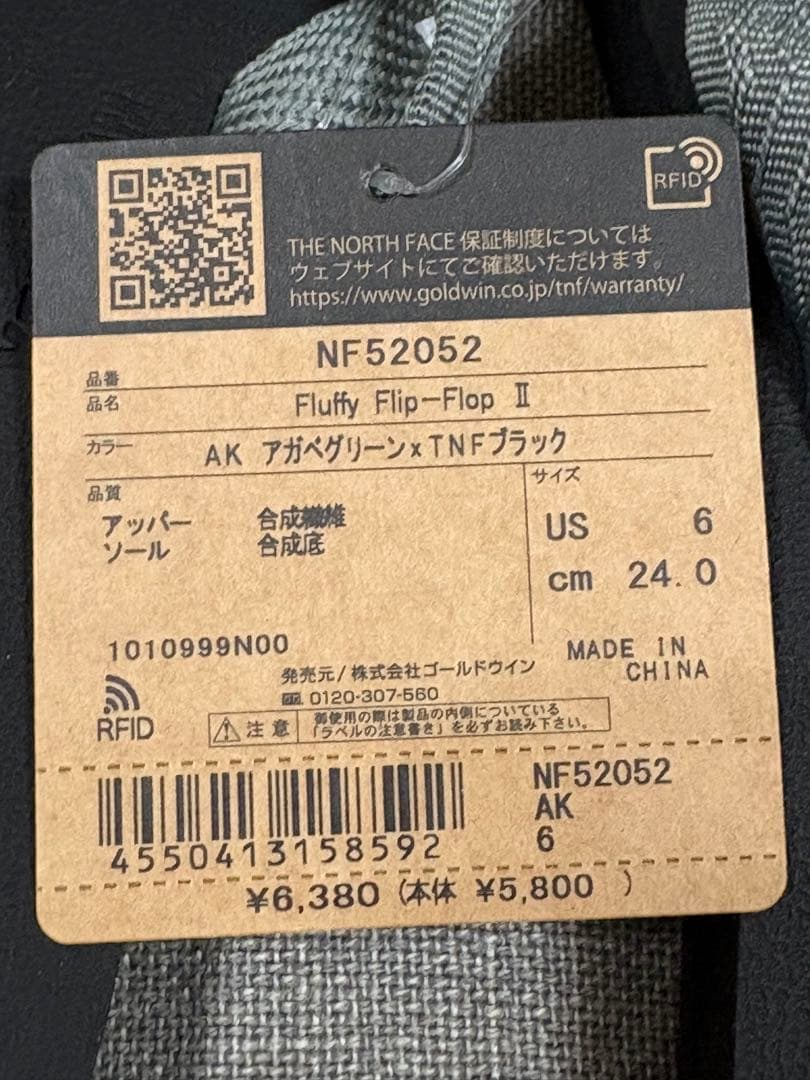 RFID
THE NORTH FACE 保証制度については
ウェブサイトにてご確認いただけます。
https://www.goldwin.co.jp/tnf/warranty/
品番 NF52052
品名 Fluffy Flip-Flop Ⅱ
カラー AK アガペグリーンxTNFブラック
品質
アッパー 合成繊維
ソール 合成底
サイズ
US 6
cm 24.0
1010999N00
MADE IN
CHINA
発売元/株式会社ゴールドウイン
0120-307-560
RFID
注意
御使用の際は製品の内側についている
「ラベルの注意書き」を必ずお読み下さい。
4550413158592
NF52052
AK
6
¥6,380 (本体 ¥5,800 )